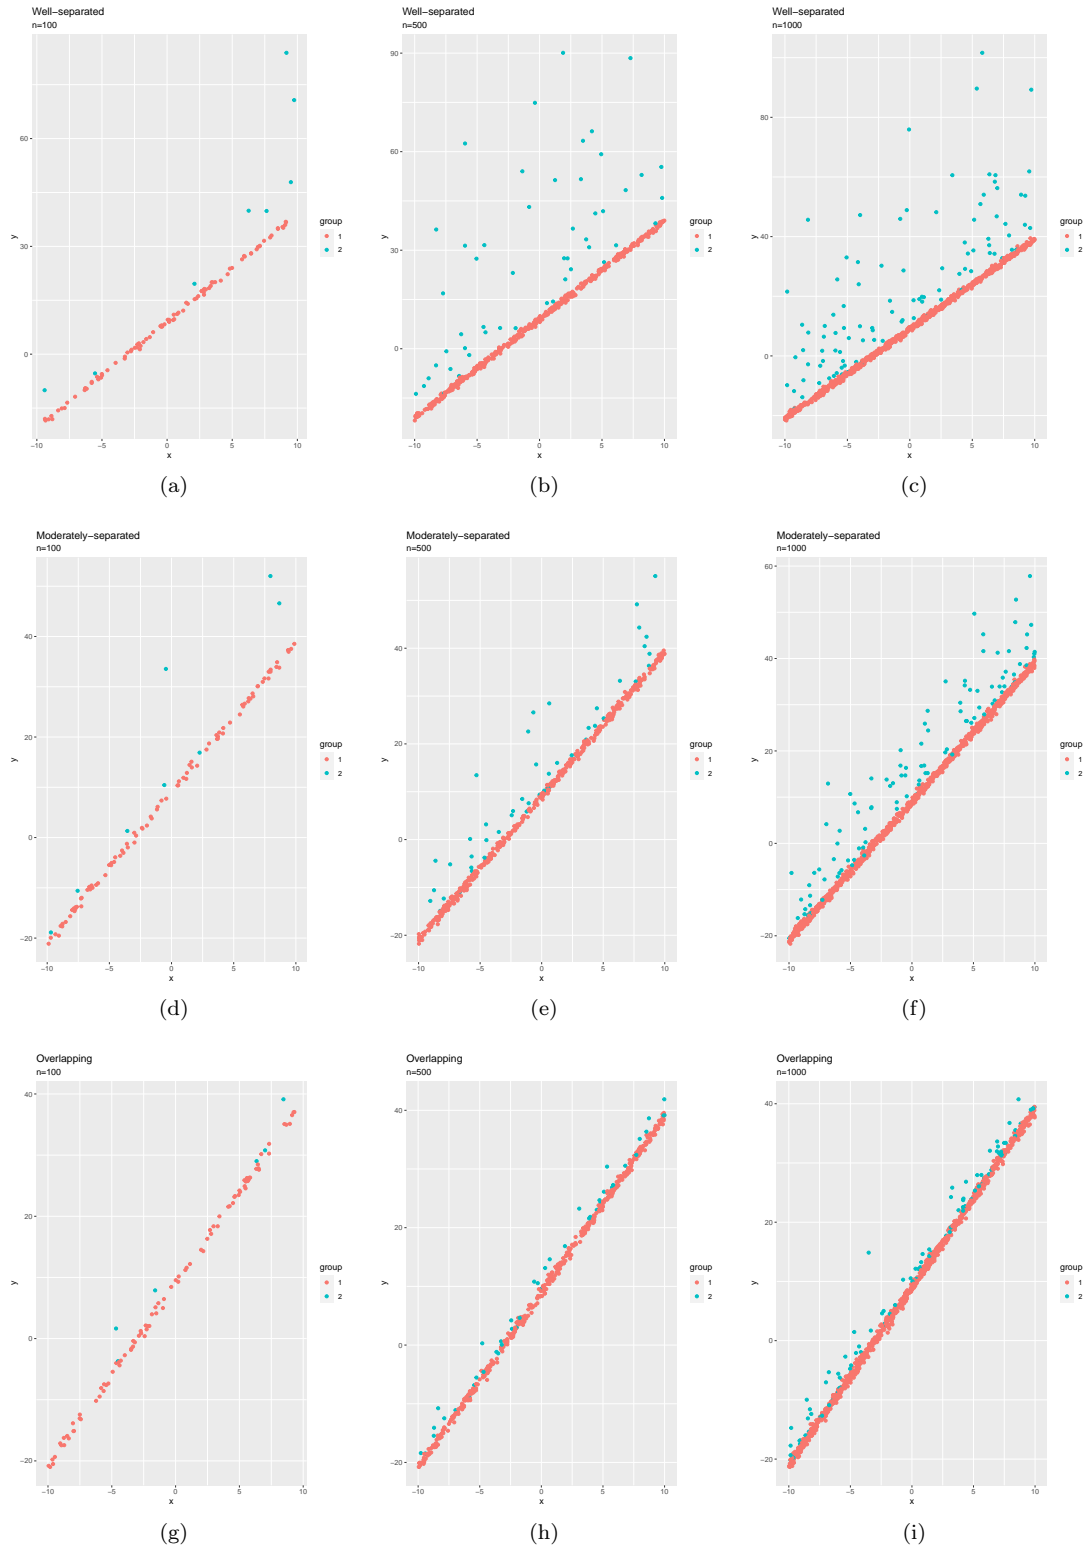 Well−separated
n=100
60
30
0
y
−10
−5
0
5
10
x
group
1
2
(a)
Well−separated
n=500
90
60
30
0
y
−10
−5
0
5
10
x
group
1
2
(b)
Well−separated
n=1000
80
40
0
y
−10
−5
0
5
10
x
group
1
2
(c)
Moderately−separated
n=100
40
20
0
−20
y
−10
−5
0
5
10
x
group
1
2
(d)
Moderately−separated
n=500
40
20
0
−20
y
−10
−5
0
5
10
x
group
1
2
(e)
Moderately−separated
n=1000
60
40
20
0
−20
y
−10
−5
0
5
10
x
group
1
2
(f)
Overlapping
n=100
40
20
0
−20
y
−10
−5
0
5
10
x
group
1
2
(g)
Overlapping
n=500
40
20
0
−20
y
−10
−5
0
5
10
x
group
1
2
(h)
Overlapping
n=1000
40
20
0
−20
y
−10
−5
0
5
10
x
group
1
2
(i)